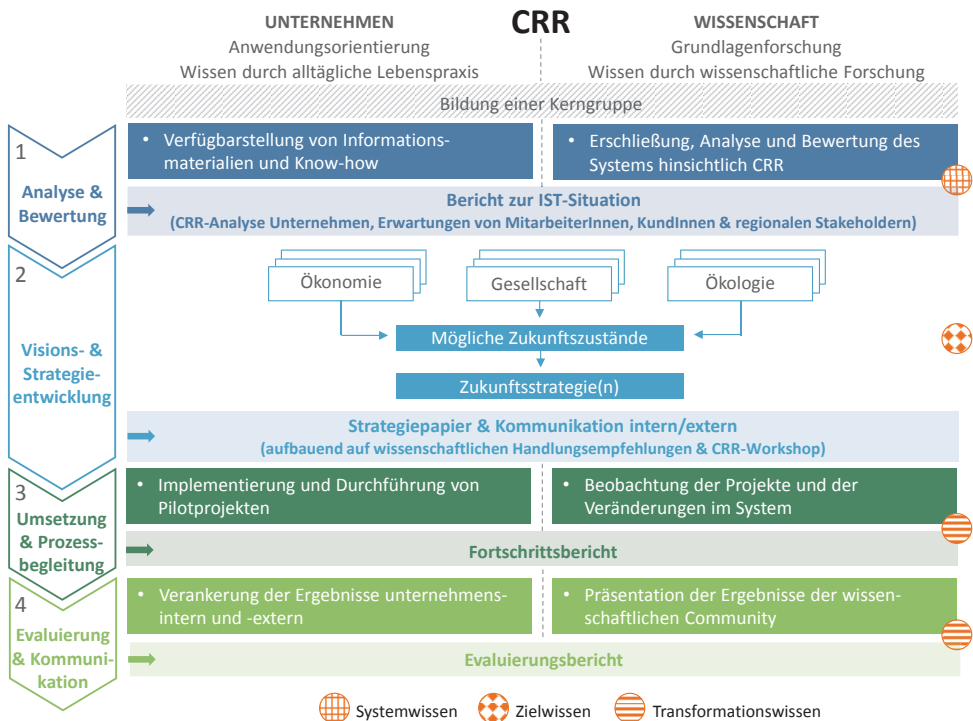 UNTERNEHMEN
Anwendungsorientierung
Wissen durch alltägliche Lebenspraxis
CRR
WISSENSCHAFT
Grundlagenforschung
Wissen durch wissenschaftliche Forschung
Bildung einer Kerngruppe
1
Analyse &
Bewertung
• Verfügbarstellung von Informations-
materialien und Know-how
• Erschließung, Analyse und Bewertung des
Systems hinsichtlich CRR
Bericht zur IST-Situation
(CRR-Analyse Unternehmen, Erwartungen von MitarbeiterInnen, KundInnen & regionalen Stakeholdern)
2
Visions- &
Strategie-
entwicklung
Ökonomie
Gesellschaft
Ökologie
Mögliche Zukunftszustände
Zukunftsstrategie(n)
Strategiepapier & Kommunikation intern/extern
(aufbauend auf wissenschaftlichen Handlungsempfehlungen & CRR-Workshop)
3
Umsetzung
& Prozess-
begleitung
• Implementierung und Durchführung von
Pilotprojekten
• Beobachtung der Projekte und der
Veränderungen im System
Fortschrittsbericht
4
Evaluierung
& Kommuni-
kation
• Verankerung der Ergebnisse unternehmens-
intern und -extern
• Präsentation der Ergebnisse der wissen-
schaftlichen Community
Evaluierungsbericht
Systemwissen
Zielwissen
Transformationswissen